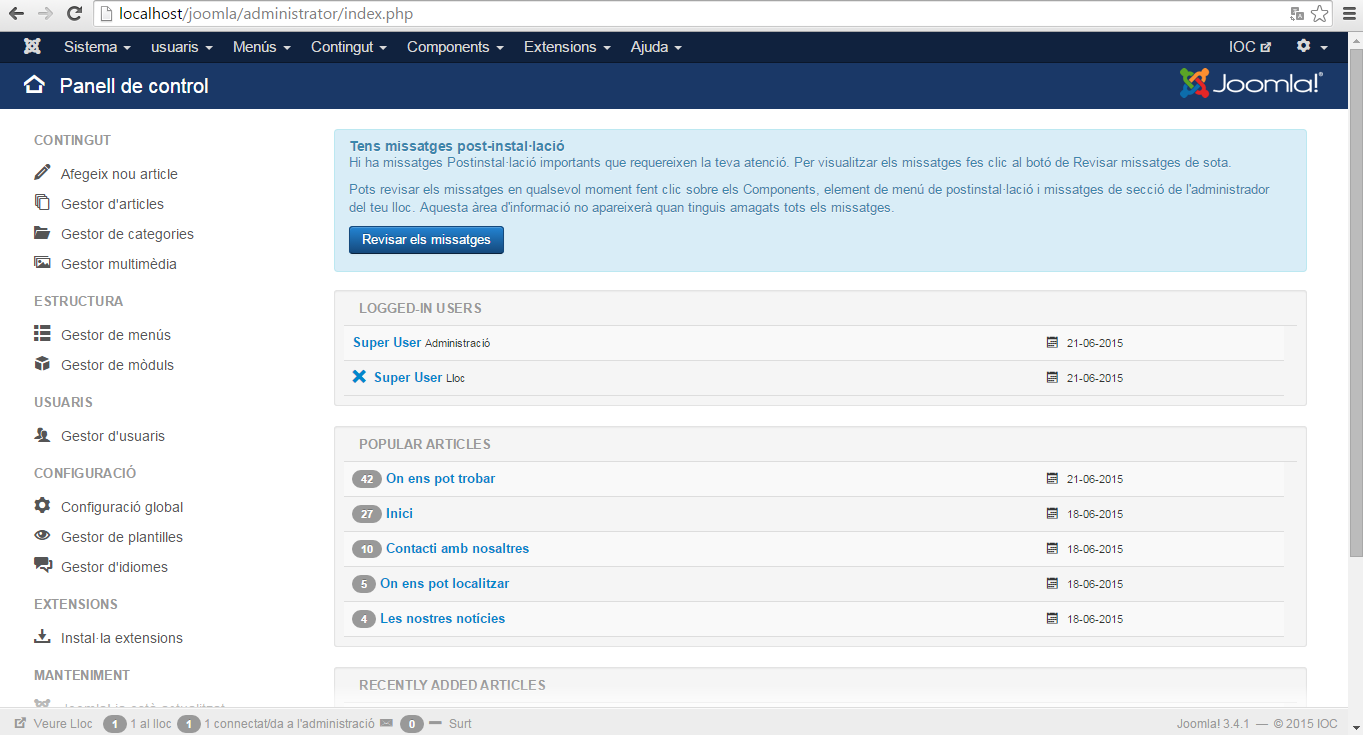 localhost/joomla/administrator/index.php
Sistema usuaris Menús Contingut Components Extensions Ajuda IOC
Panell de control
Joomla!®
CONTINGUT
Afegeix nou article
Gestor d'articles
Gestor de categories
Gestor multimèdia
ESTRUCTURA
Gestor de menús
Gestor de mòduls
USUARIS
Gestor d'usuaris
CONFIGURACIÓ
Configuració global
Gestor de plantilles
Gestor d'idiomes
EXTENSIONS
Instal·la extensions
MANTENIMENT
Joomla! ja està actualitzat
Tens missatges post-instal·lació
Hi ha missatges Postinstal·lació importants que requereixen la teva atenció. Per visualitzar els missatges fes clic al botó de Revisar missatges de sota.
Pots revisar els missatges en qualsevol moment fent clic sobre els Components, element de menú de postinstal·lació i missatges de secció de l'administrador
del teu lloc. Aquesta àrea d'informació no apareixerà quan tinguis amagats tots els missatges.
Revisar els missatges
LOGGED-IN USERS
Super User Administració 21-06-2015
Super User Lloc 21-06-2015
POPULAR ARTICLES
42 On ens pot trobar 21-06-2015
27 Inici 18-06-2015
10 Contacti amb nosaltres 18-06-2015
5 On ens pot localitzar 18-06-2015
4 Les nostres notícies 18-06-2015
RECENTLY ADDED ARTICLES
Veure Lloc 1 1 al lloc 1 1 connectat/da a l'administració 0 Surt
Joomla! 3.4.1 — © 2015 IOC